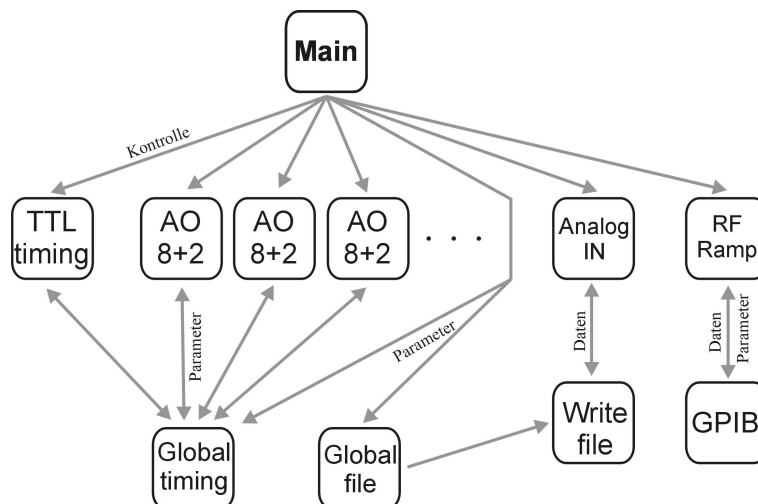 Main
Kontrolle
TTL
timing
AO
8+2
AO
8+2
AO
8+2
. . .
Analog
IN
RF
Ramp
Parameter
Parameter
Daten
Daten
Parameter
Global
timing
Global
file
Write
file
GPIB